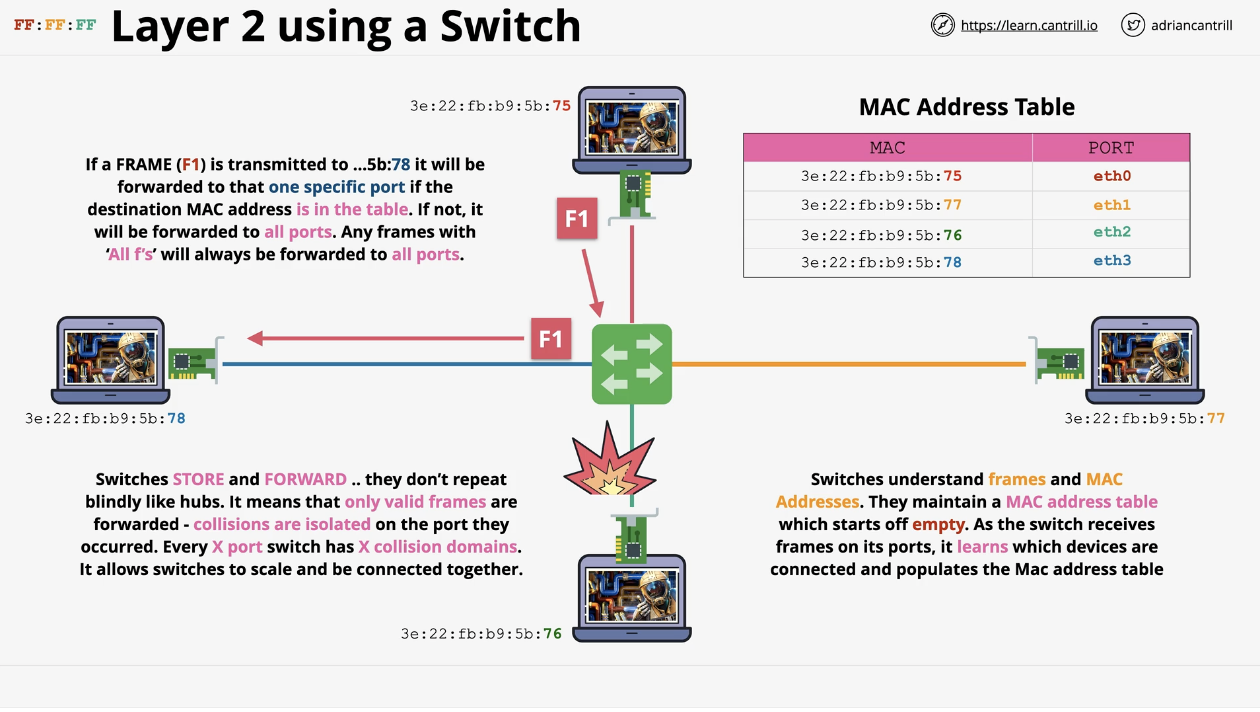 FF:FF:FF
Layer 2 using a Switch
https://learn.cantrill.io
adriancantrill
3e:22:fb:b9:5b:75
MAC Address Table
MAC PORT
3e:22:fb:b9:5b:75 eth0
3e:22:fb:b9:5b:77 eth1
3e:22:fb:b9:5b:76 eth2
3e:22:fb:b9:5b:78 eth3
If a FRAME (F1) is transmitted to ...5b:78 it will be
forwarded to that one specific port if the
destination MAC address is in the table. If not, it
will be forwarded to all ports. Any frames with
‘All f’s’ will always be forwarded to all ports.
F1
F1
3e:22:fb:b9:5b:78
3e:22:fb:b9:5b:77
Switches STORE and FORWARD .. they don’t repeat
blindly like hubs. It means that only valid frames are
forwarded - collisions are isolated on the port they
occurred. Every X port switch has X collision domains.
It allows switches to scale and be connected together.
Switches understand frames and MAC
Addresses. They maintain a MAC address table
which starts off empty. As the switch receives
frames on its ports, it learns which devices are
connected and populates the Mac address table
3e:22:fb:b9:5b:76